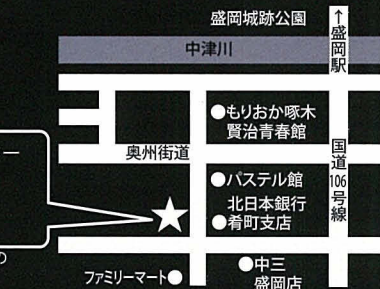 盛岡城跡公園
↑盛岡駅
中津川
●もりおか啄木
賢治青春館
奥州街道
国道106号線
●パステル館
北日本銀行
●肴町支店
ー
の
ファミリーマート●
●中三
盛岡店